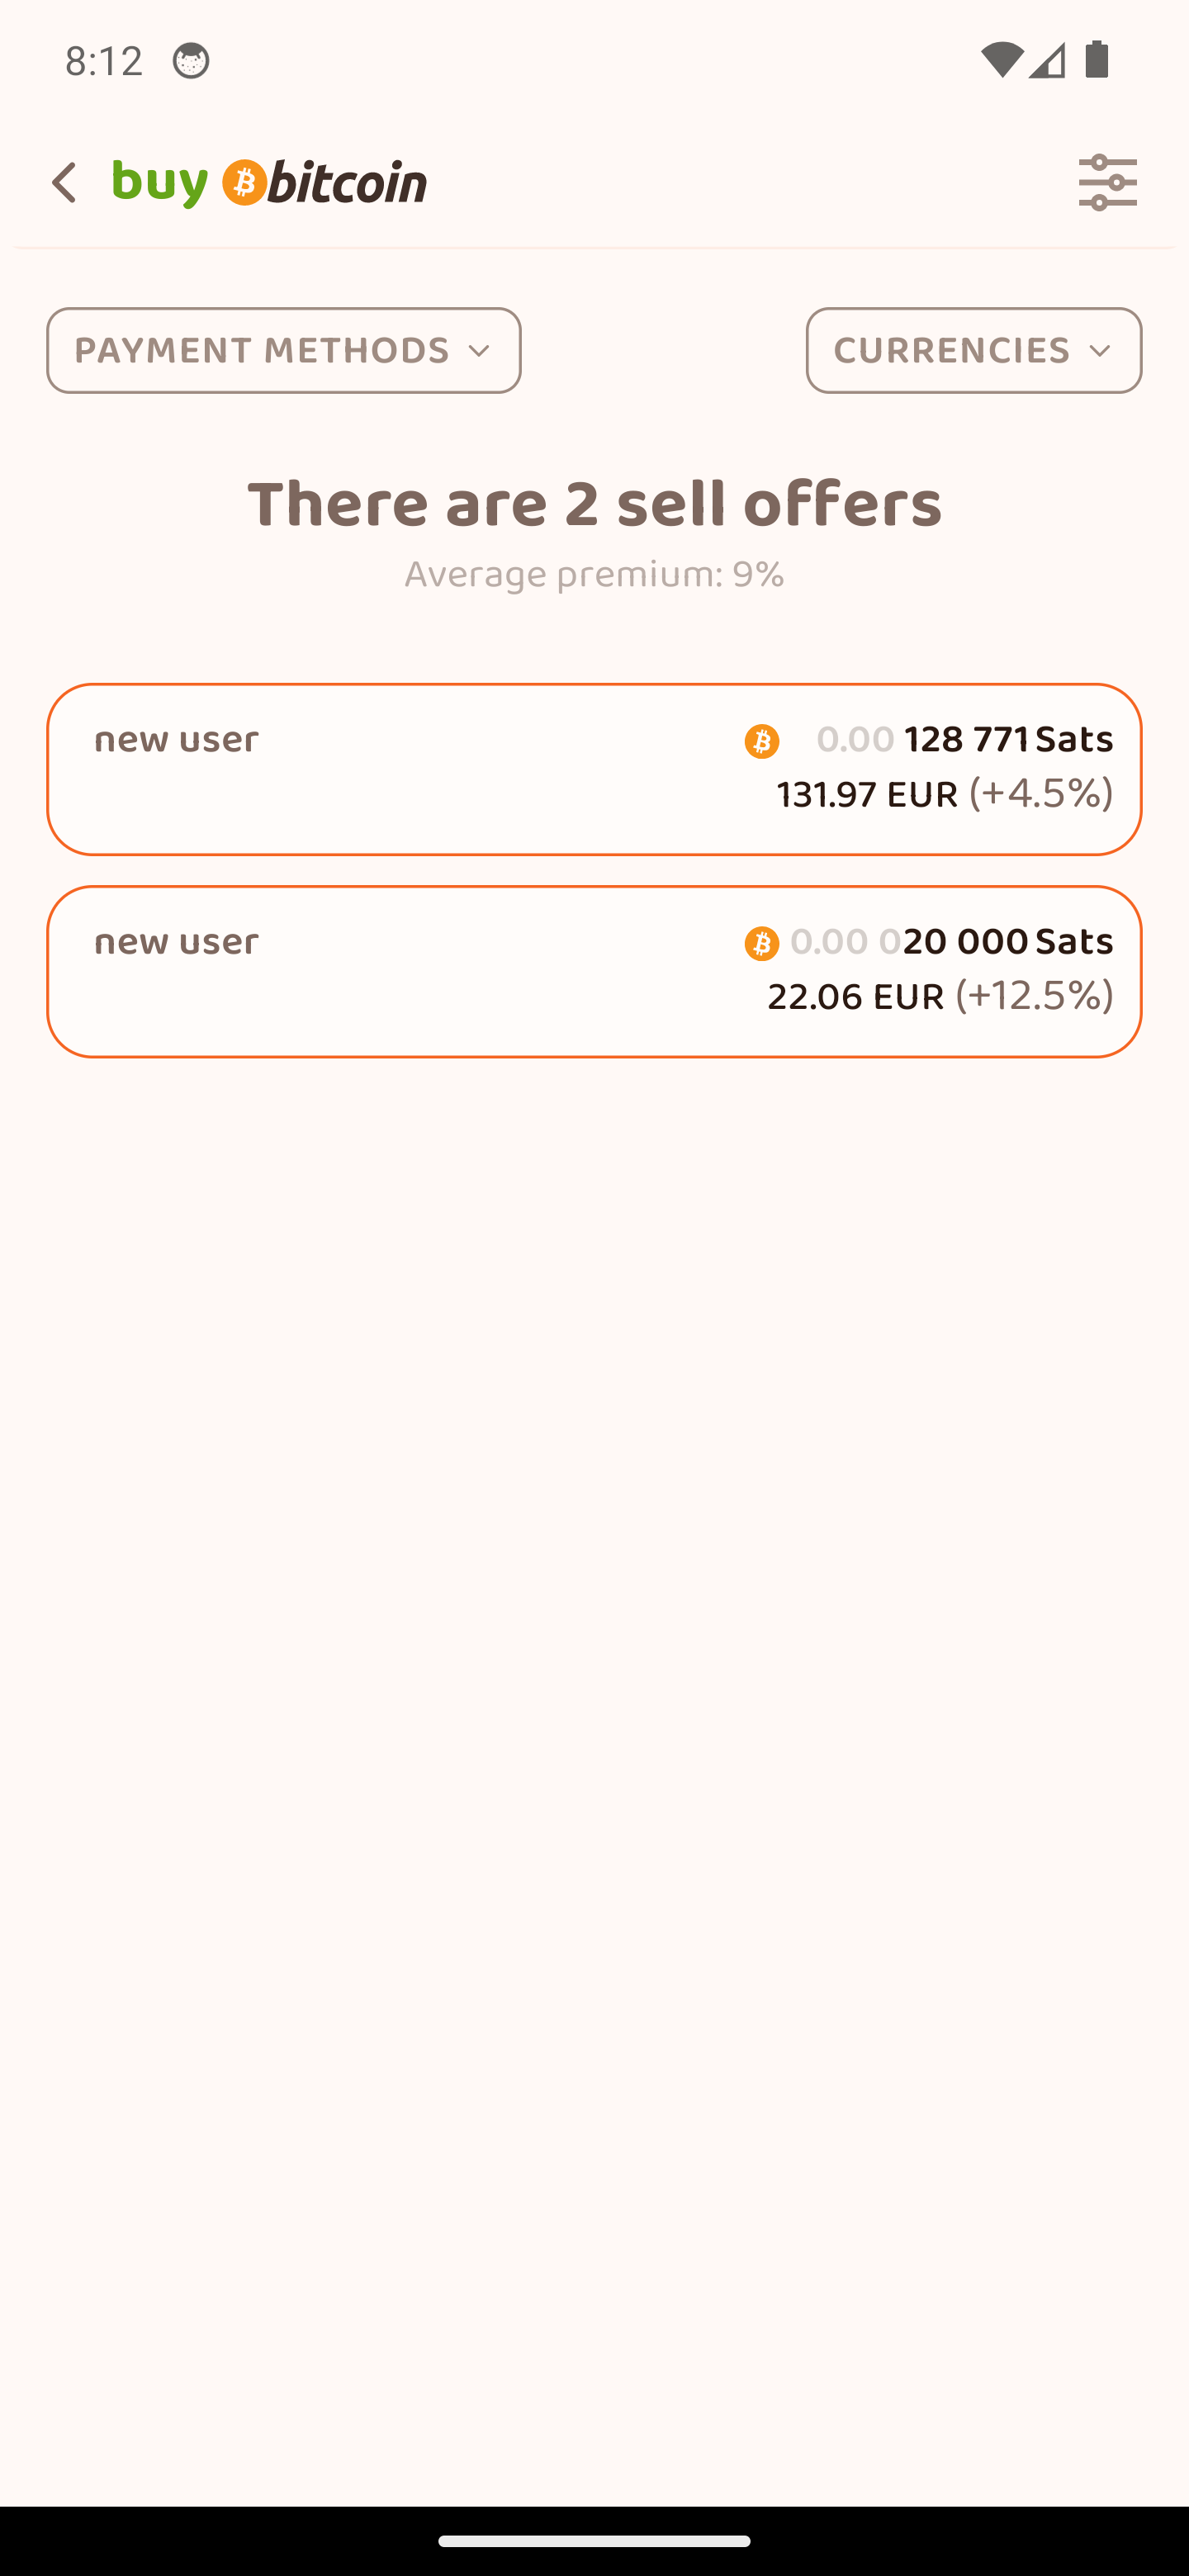 8:12
buy bitcoin
PAYMENT METHODS
CURRENCIES
There are 2 sell offers
Average premium: 9%
new user
0.00 128 771 Sats
131.97 EUR (+4.5%)
new user
0.00 020 000 Sats
22.06 EUR (+12.5%)